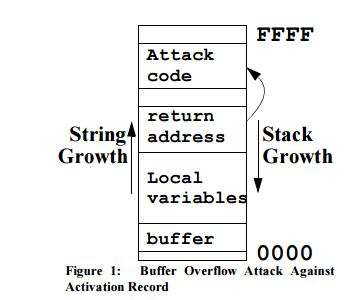 FFFF
Attack
code
return
address
String
Growth
Stack
Growth
Local
variables
buffer
0000
Figure 1: Buffer Overflow Attack Against
Activation Record